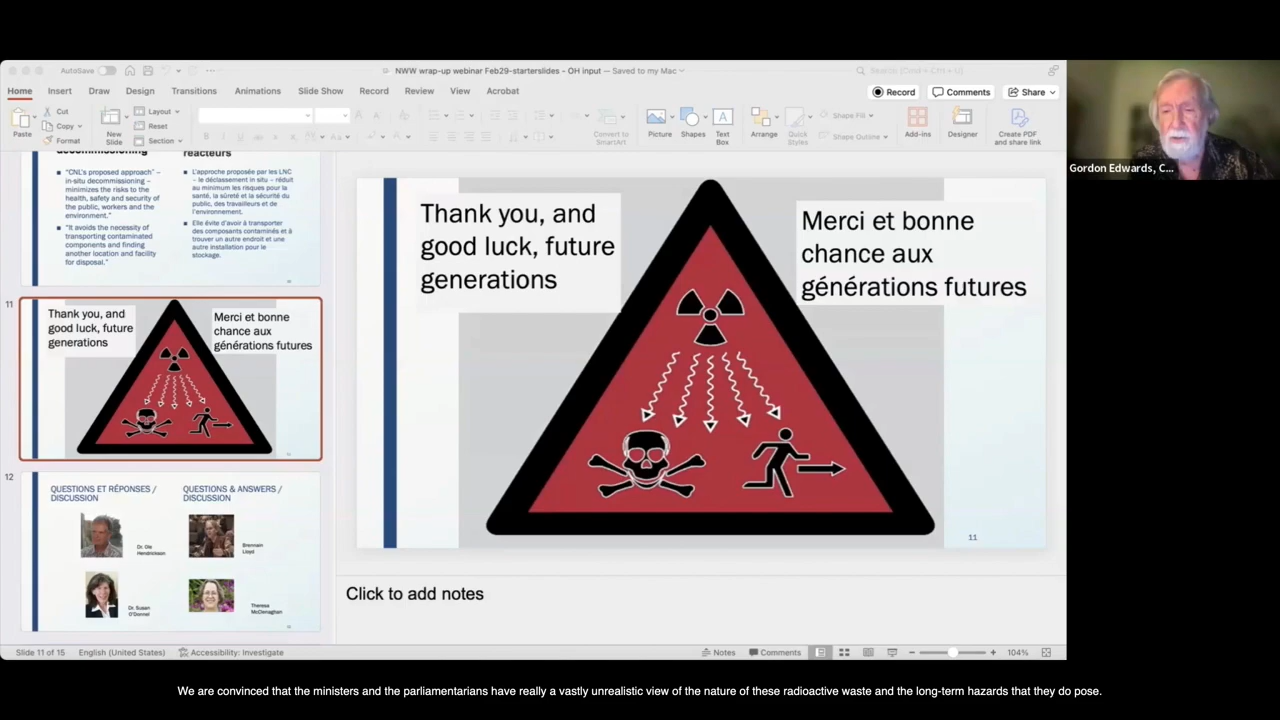 AutoSave
NWW wrap-up webinar Feb29-starterslides - OH input — Saved to my Mac
Search (Cmd + Ctrl + U)
Home Insert Draw Design Transitions Animations Slide Show Record Review View Acrobat
Record Comments Share
Paste
Cut
Copy
Format
New
Slide
Layout
Reset
Section
Convert to
SmartArt
Picture
Shapes
Text
Box
Arrange
Quick
Styles
Shape Fill
Shape Outline
Add-ins
Designer
Create PDF
and share link
Gordon Edwards, C...
decommissioning
"CNL's proposed approach" –
in-situ decommissioning –
minimizes the risks to the
health, safety and security of
the public, workers and the
environment."
"It avoids the necessity of
transporting contaminated
components and finding
another location and facility
for disposal."
reacteurs
L'approche proposée par les LNC
– le déclassement in situ – réduit
au minimum les risques pour la
santé, la sûreté et la sécurité du
public, des travailleurs et de
l'environnement.
Elle évite d'avoir à transporter
des composants contaminés et à
trouver un autre endroit et une
autre installation pour le
stockage.
11
Thank you, and
good luck, future
generations
Merci et bonne
chance aux
générations futures
12
QUESTIONS ET RÉPONSES /
DISCUSSION
QUESTIONS & ANSWERS /
DISCUSSION
Dr. Ole
Hendrickson
Brennain
Lloyd
Dr. Susan
O'Donnell
Theresa
McClenaghan
Thank you, and
good luck, future
generations
Merci et bonne
chance aux
générations futures
11
Click to add notes
Slide 11 of 15 English (United States) Accessibility: Investigate
Notes Comments 104%
We are convinced that the ministers and the parliamentarians have really a vastly unrealistic view of the nature of these radioactive waste and the long-term hazards that they do pose.